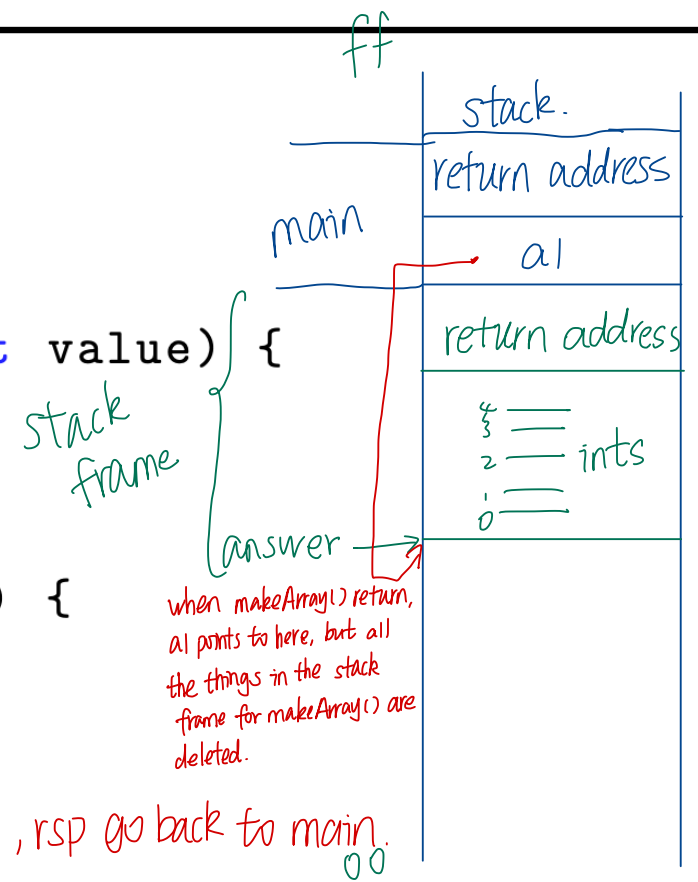 ff
stack.
return address
main
a1
t value) {
return address
stack
frame
4
3
2
1
0
ints
answer
) {
when makeArray() return,
a1 points to here, but all
the things in the stack
frame for makeArray() are
deleted.
, rsp go back to main.
00